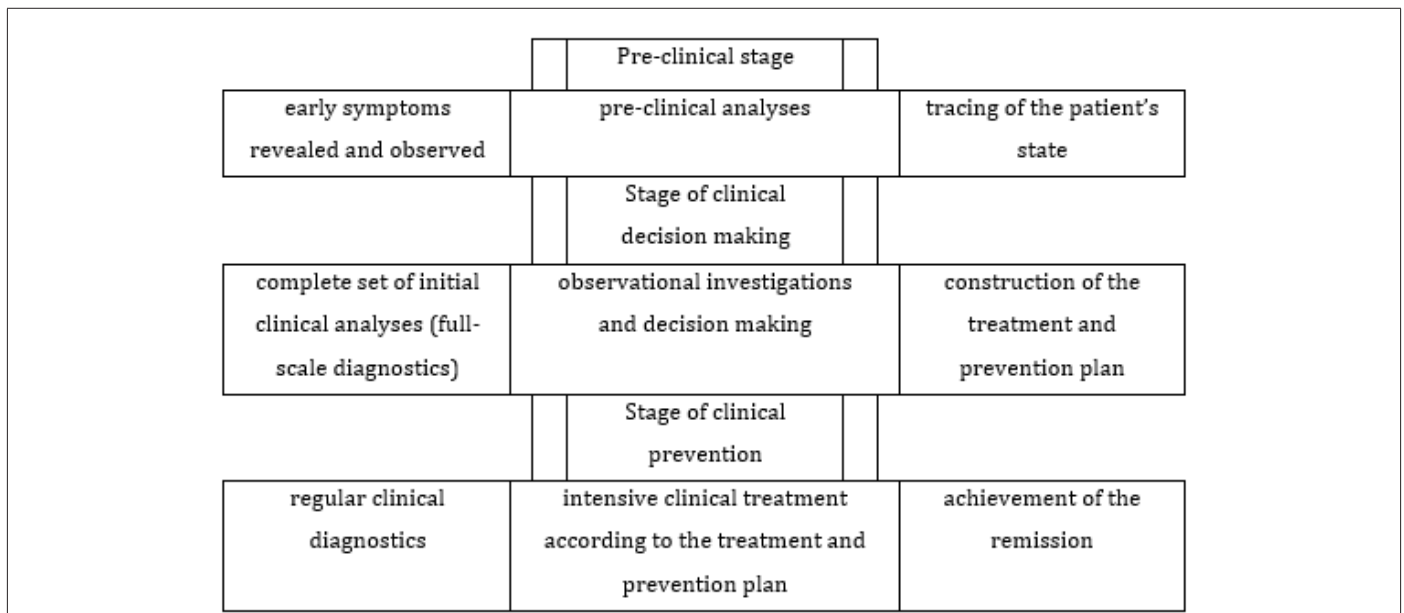 Pre-clinical stage
early symptoms
revealed and observed
pre-clinical analyses
tracing of the patient's
state
Stage of clinical
decision making
complete set of initial
clinical analyses (full-
scale diagnostics)
observational investigations
and decision making
construction of the
treatment and
prevention plan
Stage of clinical
prevention
regular clinical
diagnostics
intensive clinical treatment
according to the treatment and
prevention plan
achievement of the
remission